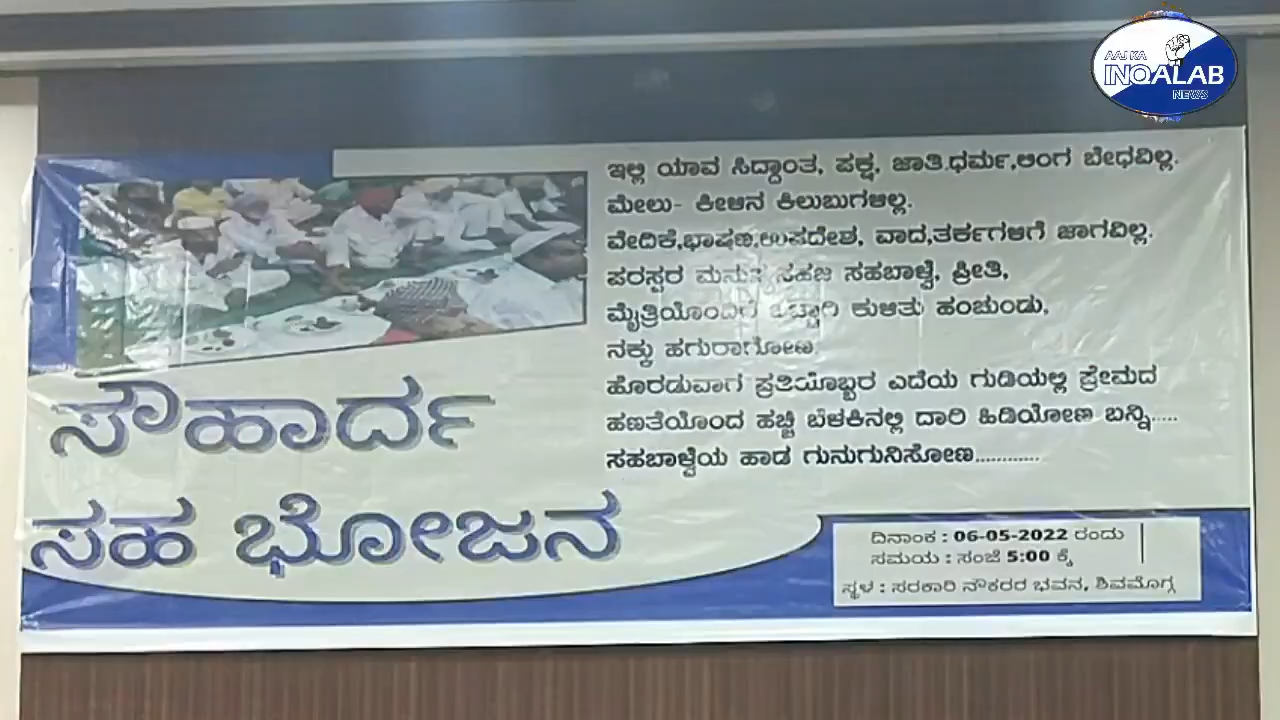 AAJ KA
INQALAB
NEWS
ಇಲ್ಲಿ ಯಾವ ಸಿದ್ದಾಂತ, ಪಕ್ಷ, ಜಾತಿ,ಧರ್ಮ,ಲಿಂಗ ಬೇಧವಿಲ್ಲ.
ಮೇಲು- ಕೀಳಿನ ಕಿಲುಬುಗಳಿಲ್ಲ.
ವೇದಿಕೆ,ಭಾಷಣ,ಉಪದೇಶ, ವಾದ,ತರ್ಕಗಳಿಗೆ ಜಾಗವಿಲ್ಲ.
ಪರಸ್ಪರ ಮನುಷ್ಯ ಸಹಜ ಸಹಬಾಳ್ವೆ, ಪ್ರೀತಿ,
ಮೈತ್ರಿಯೊಂದಿಗೆ ಒಟ್ಟಾಗಿ ಕುಳಿತು ಹಂಚುಂಡು,
ನಕ್ಕು ಹಗುರಾಗೋಣ.
ಹೊರಡುವಾಗ ಪ್ರತಿಯೊಬ್ಬರ ಎದೆಯ ಗುಡಿಯಲ್ಲಿ ಪ್ರೇಮದ
ಹಣತೆಯೊಂದ ಹಚ್ಚಿ ಬೆಳಕಿನಲ್ಲಿ ದಾರಿ ಹಿಡಿಯೋಣ ಬನ್ನಿ.....
ಸಹಬಾಳ್ವೆಯ ಹಾಡ ಗುನುಗುನಿಸೋಣ............
ಸೌಹಾರ್ದ
ಸಹ ಭೋಜನ
ದಿನಾಂಕ : 06-05-2022 ರಂದು
ಸಮಯ : ಸಂಜೆ 5:00 ಕ್ಕೆ
ಸ್ಥಳ : ಸರಕಾರಿ ನೌಕರರ ಭವನ, ಶಿವಮೊಗ್ಗ